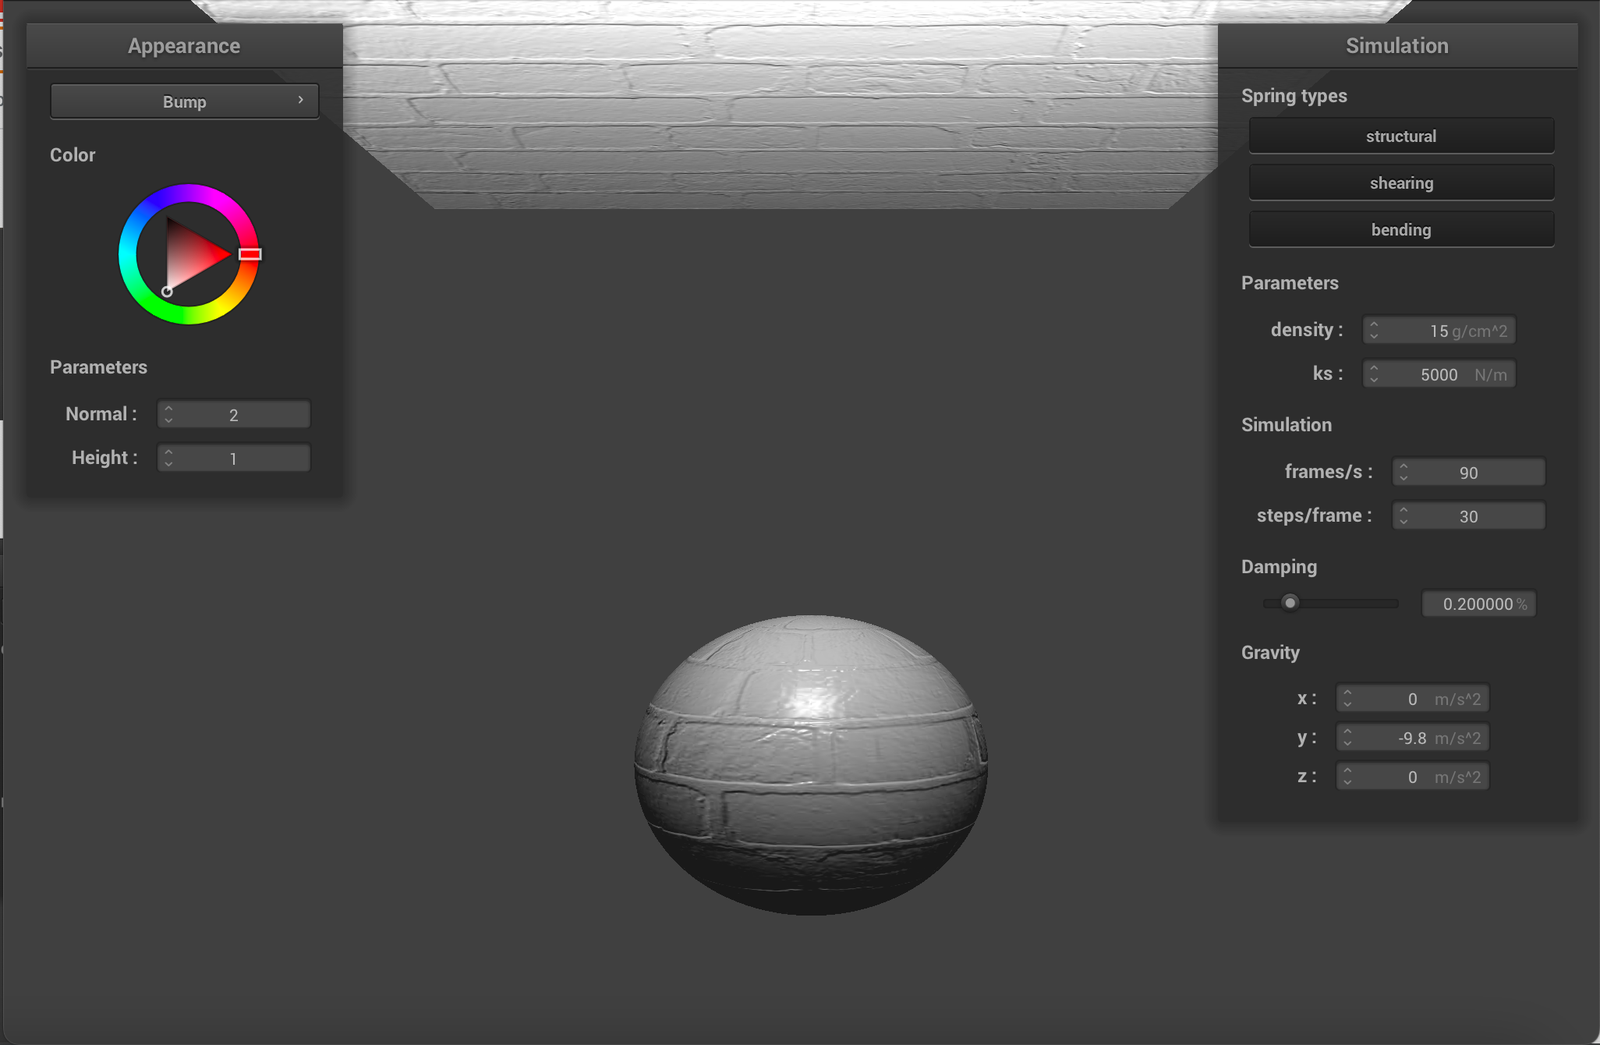 Appearance
Bump
Color
Parameters
Normal : 2
Height : 1
Simulation
Spring types
structural
shearing
bending
Parameters
density : 15 g/cm^2
ks : 5000 N/m
Simulation
frames/s : 90
steps/frame : 30
Damping
0.200000 %
Gravity
x : 0 m/s^2
y : -9.8 m/s^2
z : 0 m/s^2